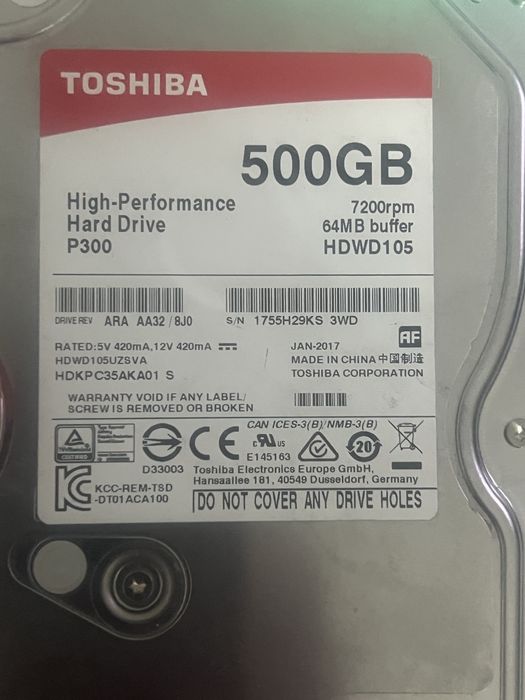 TOSHIBA
500GB
High-Performance
Hard Drive
P300
7200rpm
64MB buffer
HDWD105
DRIVE REV ARA AA32 / 8J0
S/N 1755H29KS 3WD
RATED:5V 420mA,12V 420mA
HDWD105UZSVA
HDKPC35AKA01 S
JAN-2017
AF
MADE IN CHINA 中国制造
TOSHIBA CORPORATION
WARRANTY VOID IF ANY LABEL/
SCREW IS REMOVED OR BROKEN
CAN ICES-3(B)/NMB-3(B)
CE
D33003
US
E145163
20
Toshiba Electronics Europe GmbH,
Hansaallee 181, 40549 Dusseldorf, Germany
KCC-REM-TSD
-DT01ACA100
DO NOT COVER ANY DRIVE HOLES